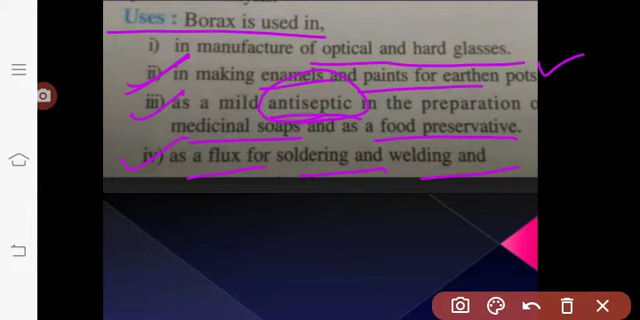 Uses : Borax is used in,
i) in manufacture of optical and hard glasses.
ii) in making enamels and paints for earthen pots
iii) as a mild antiseptic in the preparation o
medicinal soaps and as a food preservative.
iv) as a flux for soldering and welding and